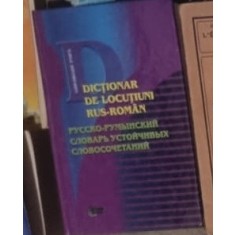 DICȚIONAR
DE LOCUȚIUNI
RUS-ROMÂN
РУССКО-РУМЫНСКИЙ
СЛОВАРЬ УСТОЙЧИВЫХ
СЛОВОСОЧЕТАНИЙ